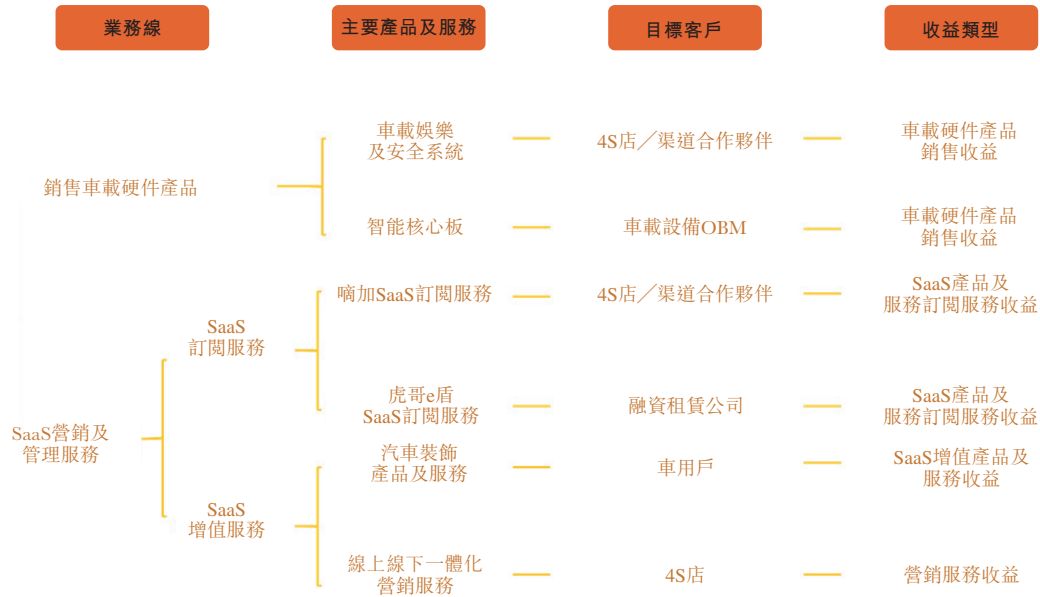 業務線
主要產品及服務
目標客戶
收益類型
銷售車載硬件產品
車載娛樂
及安全系統
4S店／渠道合作夥伴
車載硬件產品
銷售收益
智能核心板
車載設備OBM
車載硬件產品
銷售收益
SaaS營銷及
管理服務
SaaS
訂閱服務
嘀加SaaS訂閱服務
4S店／渠道合作夥伴
SaaS產品及
服務訂閱服務收益
虎哥e盾
SaaS訂閱服務
融資租賃公司
SaaS產品及
服務訂閱服務收益
SaaS
增值服務
汽車裝飾
產品及服務
車用戶
SaaS增值產品及
服務收益
線上線下一體化
營銷服務
4S店
營銷服務收益